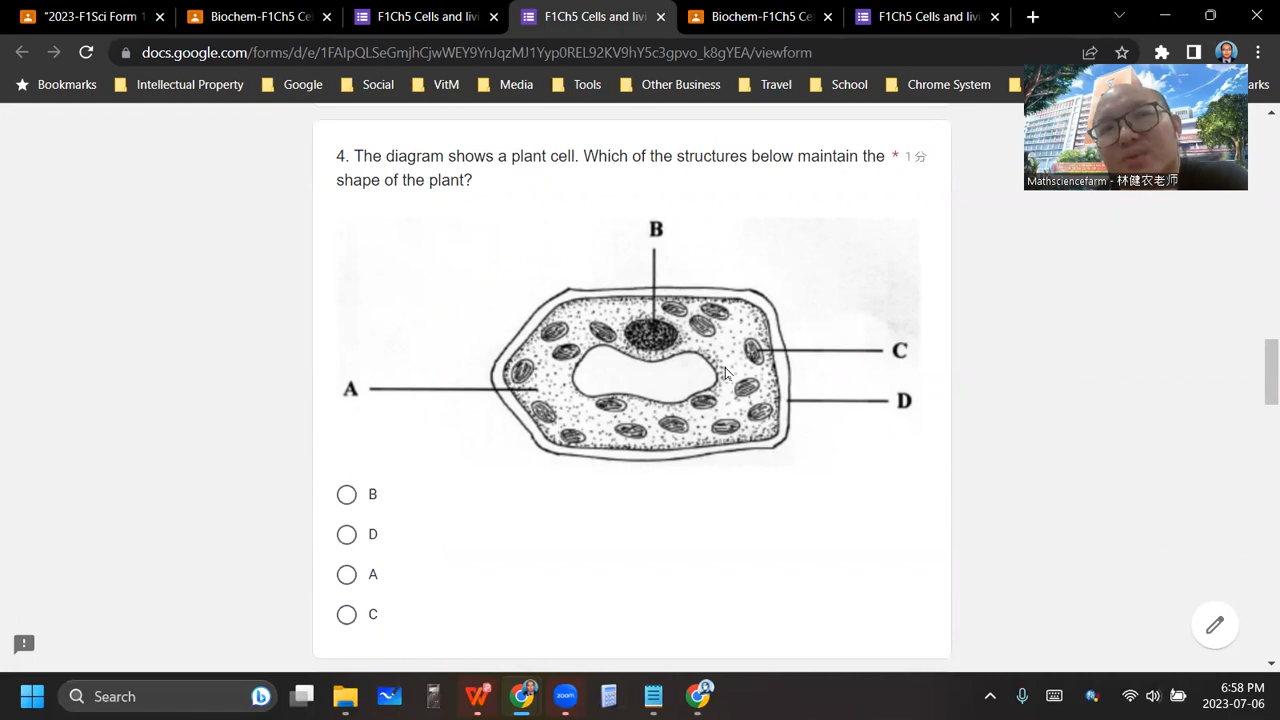 "2023-F1Sci Form 1
Biochem-F1Ch5 Cel
F1Ch5 Cells and livi
F1Ch5 Cells and livi
Biochem-F1Ch5 Cel
F1Ch5 Cells and livi
docs.google.com/forms/d/e/1FAIpQLSeGmjhCjwWEY9YnJqzMJ1Yyp0REL92KV9hY5c3gpvo_k8gYEA/viewform
Bookmarks
Intellectual Property
Google
Social
VitM
Media
Tools
Other Business
Travel
School
Chrome System
arks
Mathsciencefarm - 林健农老师
4. The diagram shows a plant cell. Which of the structures below maintain the * 1 分
shape of the plant?
B
C
A
D
B
D
A
C
Search
6:58 PM
2023-07-06